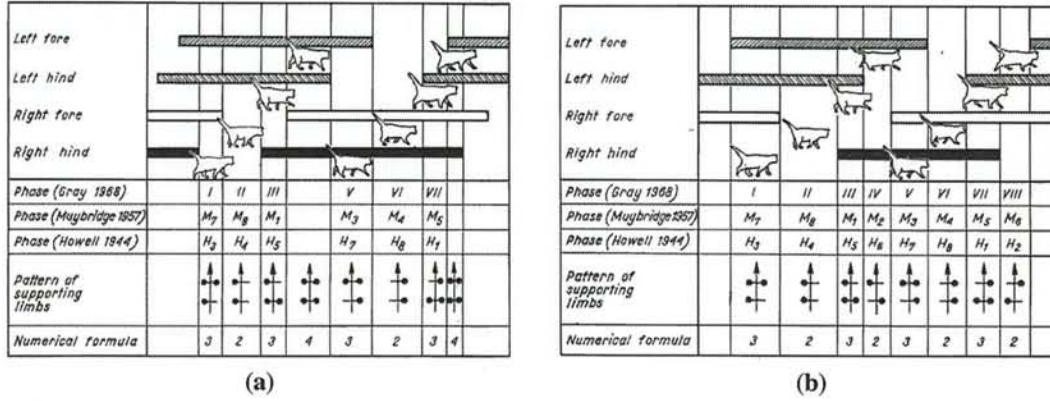 Left fore
Left hind
Right fore
Right hind
Phase (Gray 1968) I II III V VI VII
Phase (Muybridge 1957) M7 M8 M1 M3 M4 M5
Phase (Howell 1944) H3 H4 H5 H7 H8 H1
Pattern of
supporting
limbs
Numerical formula 3 2 3 4 3 2 3 4
(a)
Left fore
Left hind
Right fore
Right hind
Phase (Gray 1968) I II III IV V VI VII VIII
Phase (Muybridge 1957) M7 M8 M1 M2 M3 M4 M5 M6
Phase (Howell 1944) H3 H4 H5 H6 H7 H8 H1 H2
Pattern of
supporting
limbs
Numerical formula 3 2 3 2 3 2 3 2
(b)